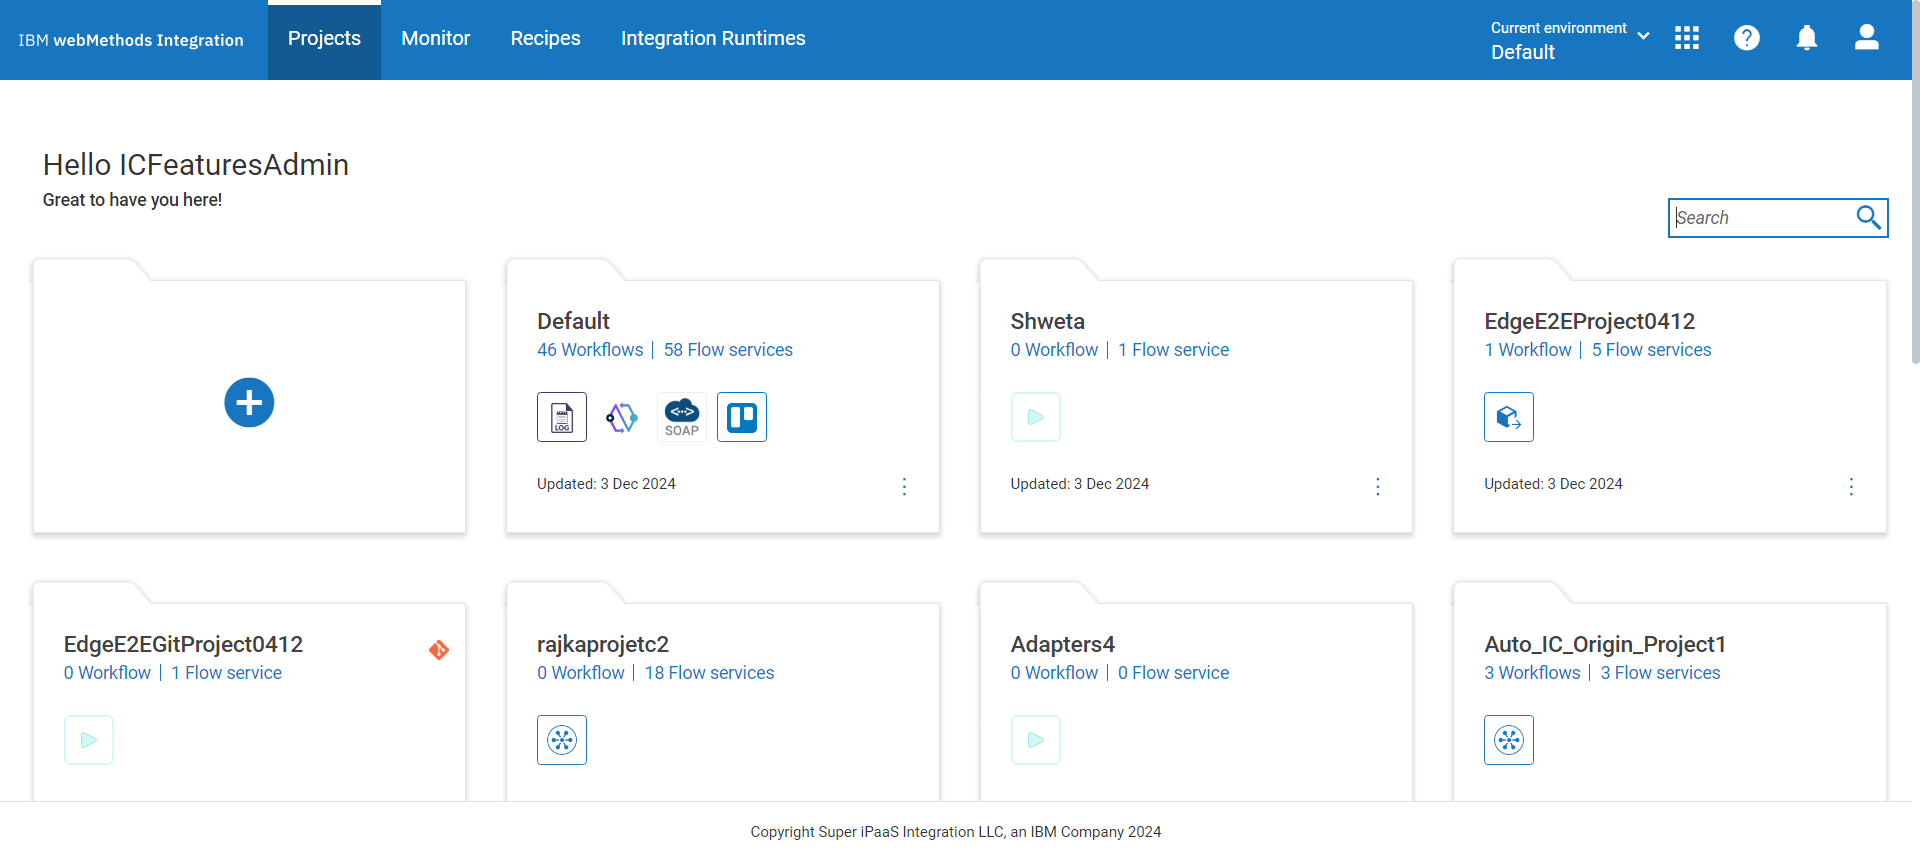 IBM webMethods Integration
Projects
Monitor
Recipes
Integration Runtimes
Current environment
Default
Hello ICFeaturesAdmin
Great to have you here!
Search
Default
46 Workflows | 58 Flow services
LOG
SOAP
Updated: 3 Dec 2024
Shweta
0 Workflow | 1 Flow service
Updated: 3 Dec 2024
EdgeE2EProject0412
1 Workflow | 5 Flow services
Updated: 3 Dec 2024
EdgeE2EGitProject0412
0 Workflow | 1 Flow service
rajkaprojetc2
0 Workflow | 18 Flow services
Adapters4
0 Workflow | 0 Flow service
Auto_IC_Origin_Project1
3 Workflows | 3 Flow services
Copyright Super iPaaS Integration LLC, an IBM Company 2024